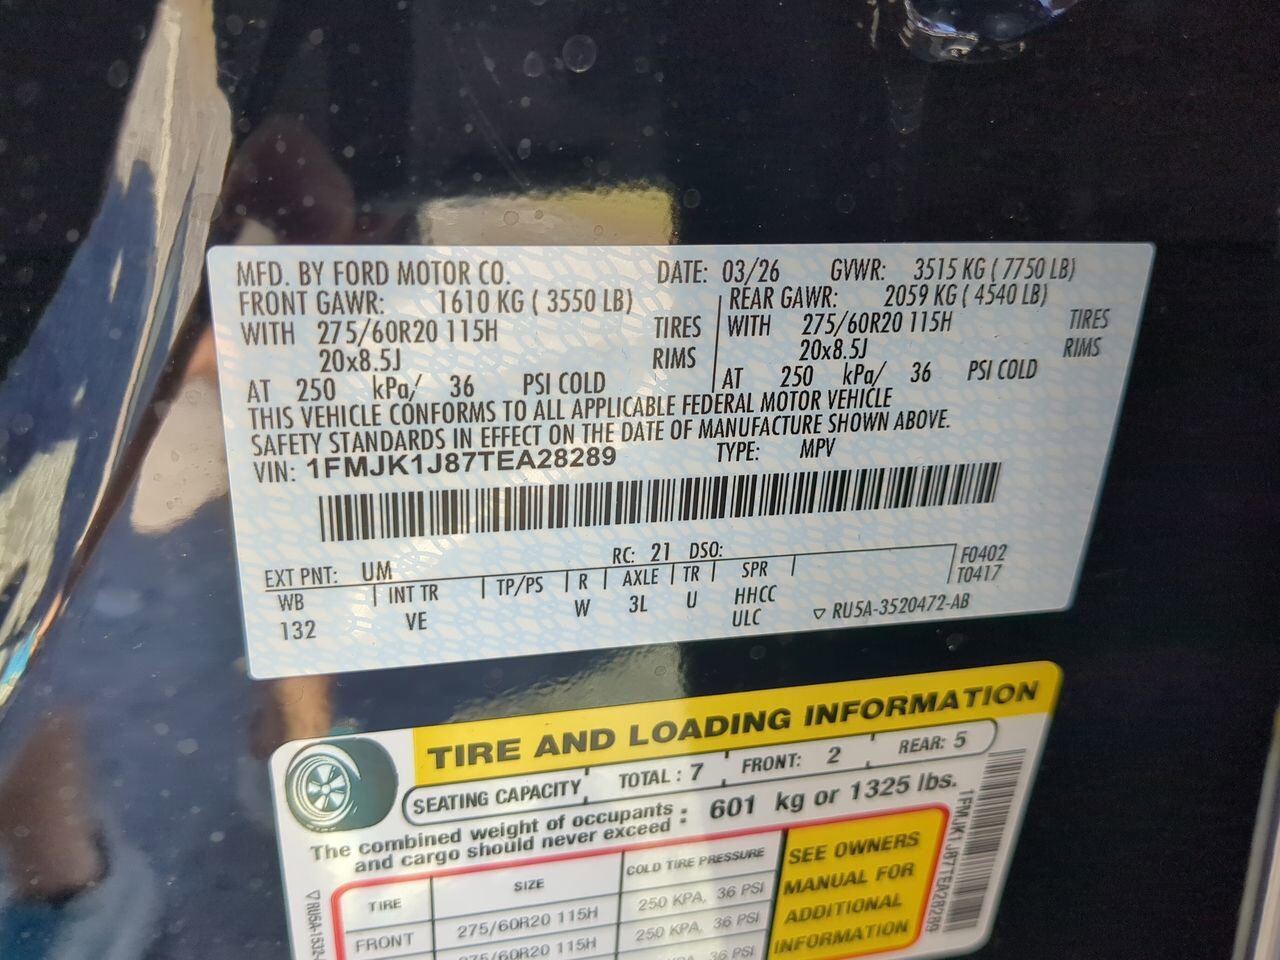 MFD. BY FORD MOTOR CO. DATE: 03/26 GVWR: 3515 KG ( 7750 LB)
FRONT GAWR: 1610 KG ( 3550 LB) REAR GAWR: 2059 KG ( 4540 LB)
WITH 275/60R20 115H TIRES WITH 275/60R20 115H TIRES
20x8.5J RIMS 20x8.5J RIMS
AT 250 kPa/ 36 PSI COLD AT 250 kPa/ 36 PSI COLD
THIS VEHICLE CONFORMS TO ALL APPLICABLE FEDERAL MOTOR VEHICLE
SAFETY STANDARDS IN EFFECT ON THE DATE OF MANUFACTURE SHOWN ABOVE.
VIN: 1FMJK1J87TEA28289 TYPE: MPV
EXT PNT: UM RC: 21 DSO: F0402
WB INT TR TP/PS R AXLE TR SPR T0417
132 VE W 3L U HHCC
ULC ▽ RU5A-3520472-AB
TIRE AND LOADING INFORMATION
SEATING CAPACITY TOTAL : 7 FRONT: 2 REAR: 5
The combined weight of occupants and cargo should never exceed : 601 kg or 1325 lbs.
TIRE SIZE COLD TIRE PRESSURE
FRONT 275/60R20 115H 250 KPA, 36 PSI
275/60R20 115H 250 KPA, 36 PSI
KPA, 36 PSI
SEE OWNERS
MANUAL FOR
ADDITIONAL
INFORMATION
1FMJK1J87TEA28289
▽RU5A-1532-